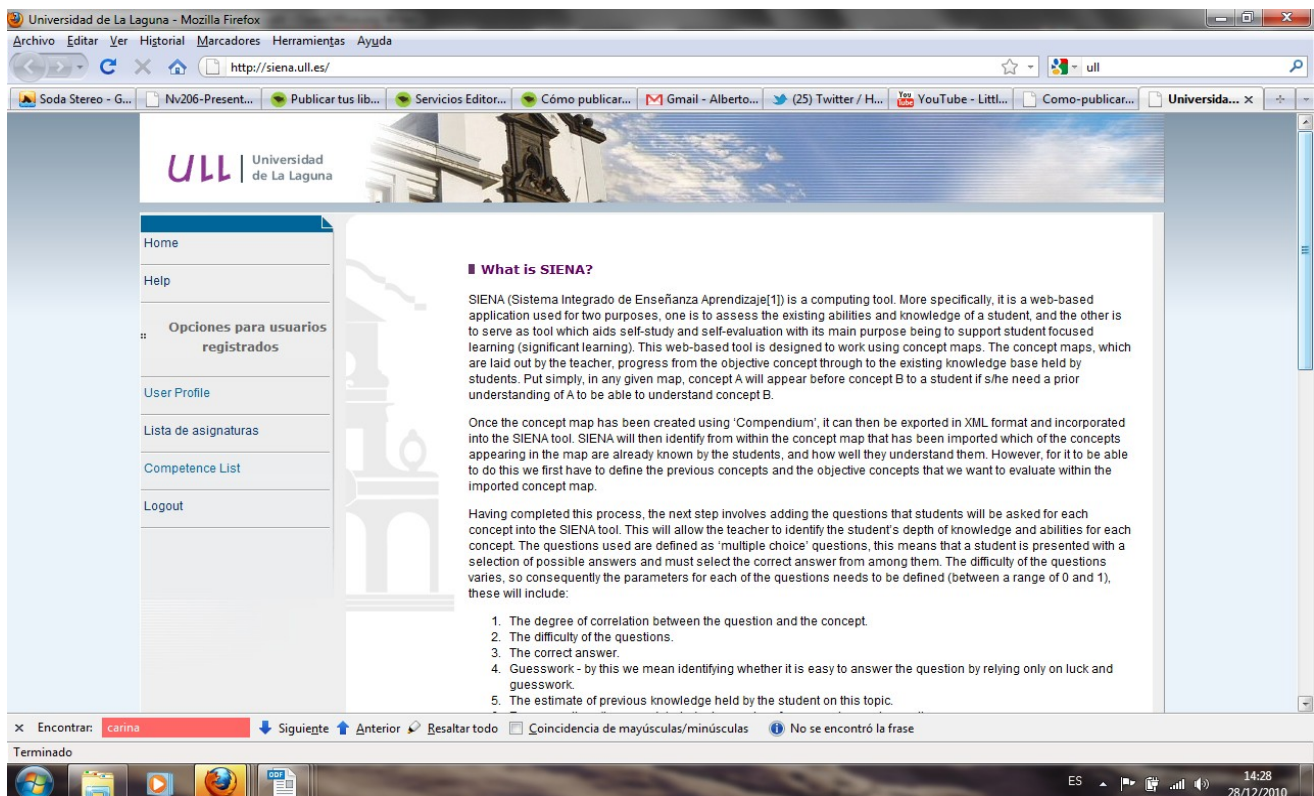 Universidad de La Laguna - Mozilla Firefox
Archivo Editar Ver Historial Marcadores Herramientas Ayuda
http://siena.ull.es/
ull
Soda Stereo - G...
Nv206-Present...
Publicar tus lib...
Servicios Editor...
Cómo publicar...
Gmail - Alberto...
(25) Twitter / H...
YouTube - Littl...
Como-publicar...
Universida...
ULL
Universidad
de La Laguna
Home
Help
Opciones para usuarios
registrados
User Profile
Lista de asignaturas
Competence List
Logout
What is SIENA?
SIENA (Sistema Integrado de Enseñanza Aprendizaje[1]) is a computing tool. More specifically, it is a web-based
application used for two purposes, one is to assess the existing abilities and knowledge of a student, and the other is
to serve as tool which aids self-study and self-evaluation with its main purpose being to support student focused
learning (significant learning). This web-based tool is designed to work using concept maps. The concept maps, which
are laid out by the teacher, progress from the objective concept through to the existing knowledge base held by
students. Put simply, in any given map, concept A will appear before concept B to a student if s/he need a prior
understanding of A to be able to understand concept B.
Once the concept map has been created using ‘Compendium’, it can then be exported in XML format and incorporated
into the SIENA tool. SIENA will then identify from within the concept map that has been imported which of the concepts
appearing in the map are already known by the students, and how well they understand them. However, for it to be able
to do this we first have to define the previous concepts and the objective concepts that we want to evaluate within the
imported concept map.
Having completed this process, the next step involves adding the questions that students will be asked for each
concept into the SIENA tool. This will allow the teacher to identify the student’s depth of knowledge and abilities for each
concept. The questions used are defined as ‘multiple choice’ questions, this means that a student is presented with a
selection of possible answers and must select the correct answer from among them. The difficulty of the questions
varies, so consequently the parameters for each of the questions needs to be defined (between a range of 0 and 1),
these will include:
1. The degree of correlation between the question and the concept.
2. The difficulty of the questions.
3. The correct answer.
4. Guesswork - by this we mean identifying whether it is easy to answer the question by relying only on luck and
guesswork.
5. The estimate of previous knowledge held by the student on this topic.
Encontrar: carina Siguiente Anterior Resaltar todo Coincidencia de mayúsculas/minúsculas No se encontró la frase
Terminado
ES
14:28
28/12/2010